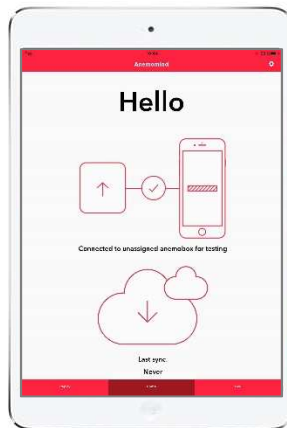 Anemomind
Hello
Connected to unassigned anemobox for testing
Last sync
Never